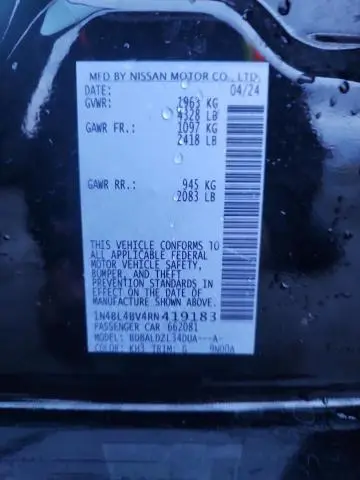 MFD BY NISSAN MOTOR CO., LTD.
DATE: 04/24
GVWR: 1963 KG
4328 LB
GAWR FR: 1097 KG
2418 LB
GAWR RR: 945 KG
2083 LB
THIS VEHICLE CONFORMS TO
ALL APPLICABLE FEDERAL
MOTOR VEHICLE SAFETY,
BUMPER, AND THEFT
PREVENTION STANDARDS IN
EFFECT ON THE DATE OF
MANUFACTURE SHOWN ABOVE.
1N4BL4BV4RN419183
PASSENGER CAR 662081
MODEL: BDBALDZL34DUA---A-
COLOR: KH3 TRIM: G